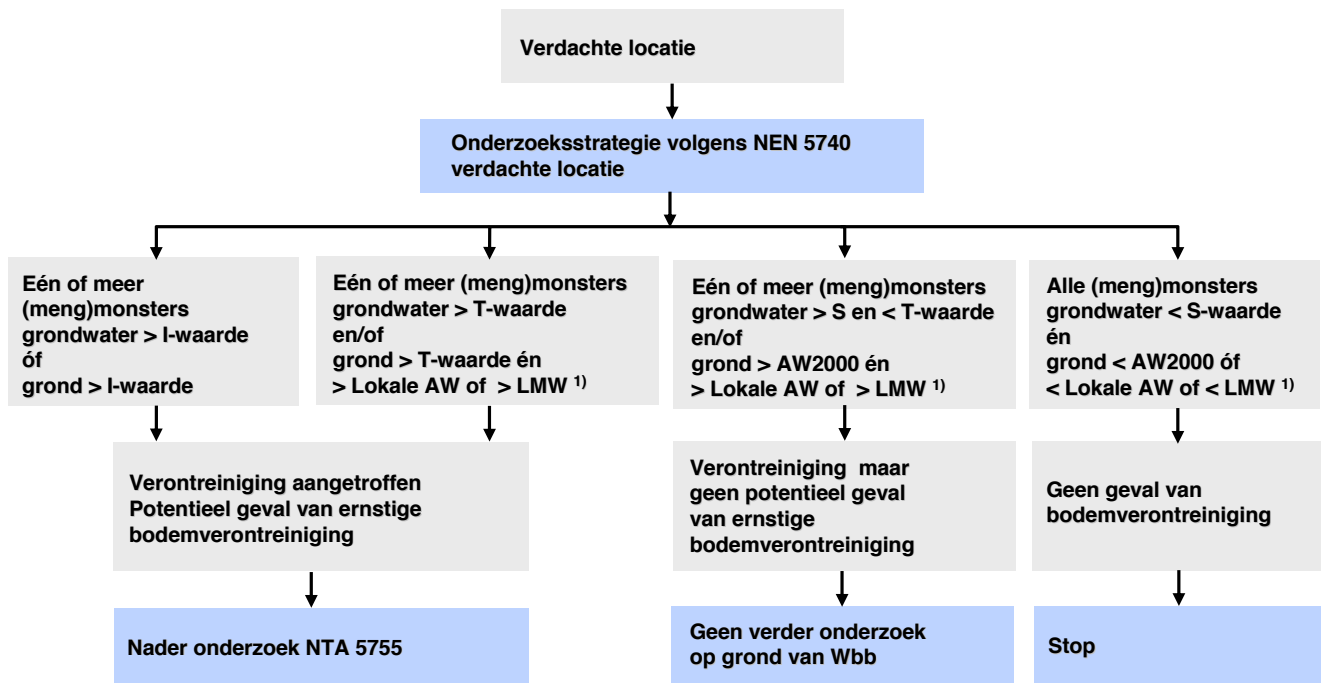 Verdachte locatie
Onderzoeksstrategie volgens NEN 5740
verdachte locatie
Eén of meer
(meng)monsters
grondwater > I-waarde
óf
grond > I-waarde
Eén of meer (meng)monsters
grondwater > T-waarde
en/of
grond > T-waarde én
> Lokale AW of > LMW 1)
Eén of meer (meng)monsters
grondwater > S en < T-waarde
en/of
grond > AW2000 én
> Lokale AW of > LMW 1)
Alle (meng)monsters
grondwater < S-waarde
én
grond < AW2000 óf
< Lokale AW of < LMW 1)
Verontreiniging aangetroffen
Potentieel geval van ernstige
bodemverontreiniging
Verontreiniging maar
geen potentieel geval
van ernstige
bodemverontreiniging
Geen geval van
bodemverontreiniging
Nader onderzoek NTA 5755
Geen verder onderzoek
op grond van Wbb
Stop